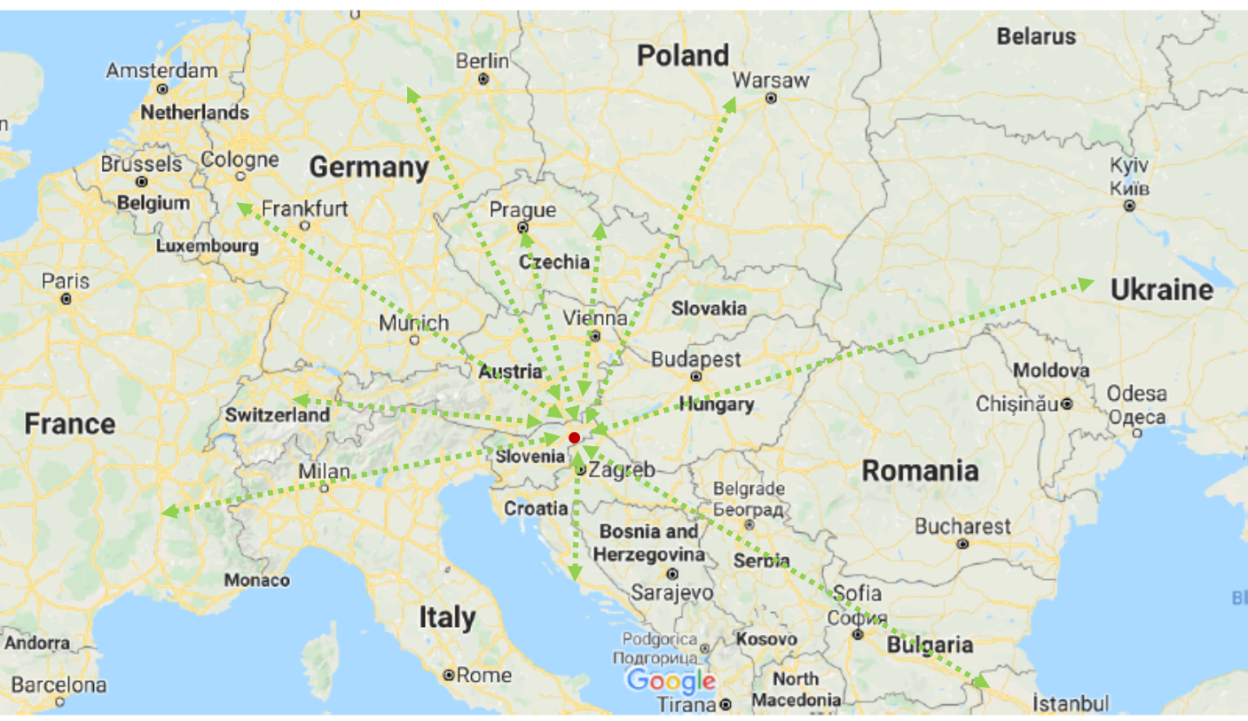 Belarus
Poland
Berlin
Amsterdam
Warsaw
Netherlands
n
Brussels
Cologne
Germany
Kyiv
Київ
Belgium
Frankfurt
Prague
Luxembourg
Czechia
Paris
Ukraine
Munich
Vienna
Slovakia
Budapest
Austria
Moldova
Switzerland
Hungary
Chișinău
Odesa
Одеса
France
Slovenia
Milan
Zagreb
Romania
Croatia
Belgrade
Београд
Bosnia and
Herzegovina
Bucharest
Serbia
Monaco
Sarajevo
Sofia
София
Bl
Italy
Andorra
Podgorica
Подгорица
Kosovo
Bulgaria
Barcelona
Rome
Google
North
Macedonia
Tirana
İstanbul